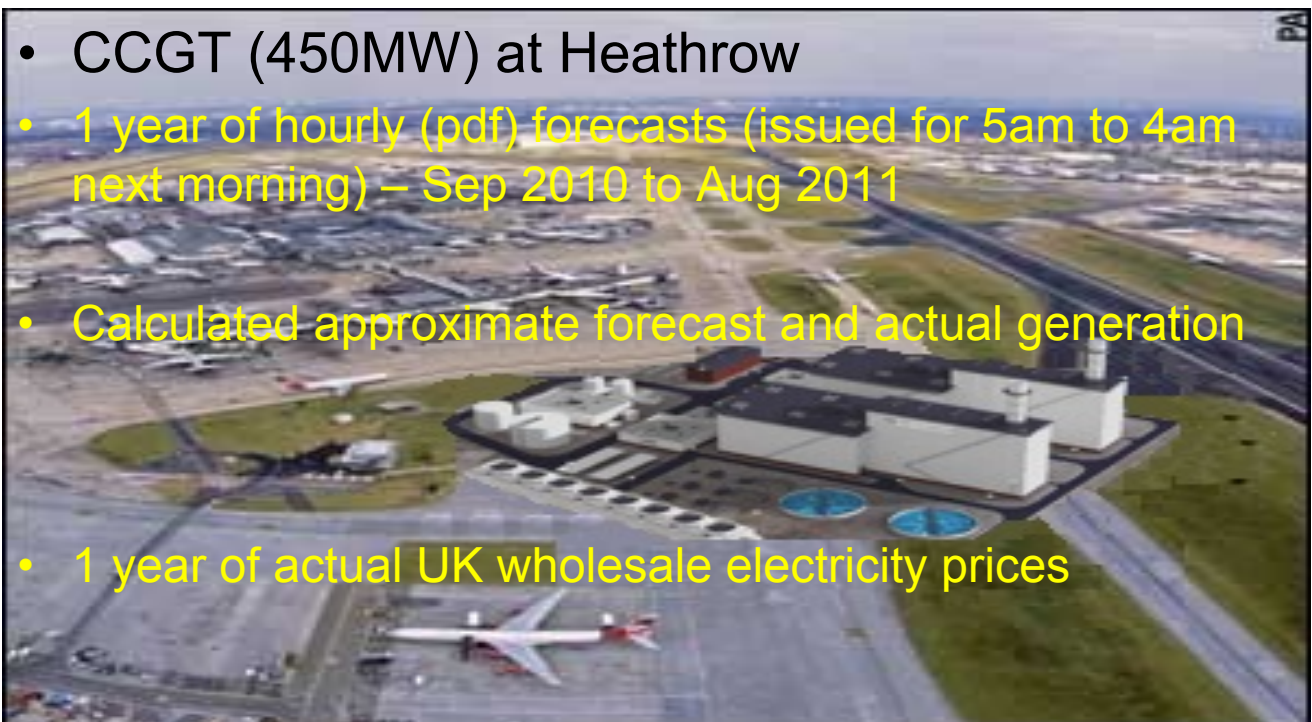 • CCGT (450MW) at Heathrow
• 1 year of hourly (pdf) forecasts (issued for 5am to 4am
next morning) – Sep 2010 to Aug 2011
• Calculated approximate forecast and actual generation
• 1 year of actual UK wholesale electricity prices
PA